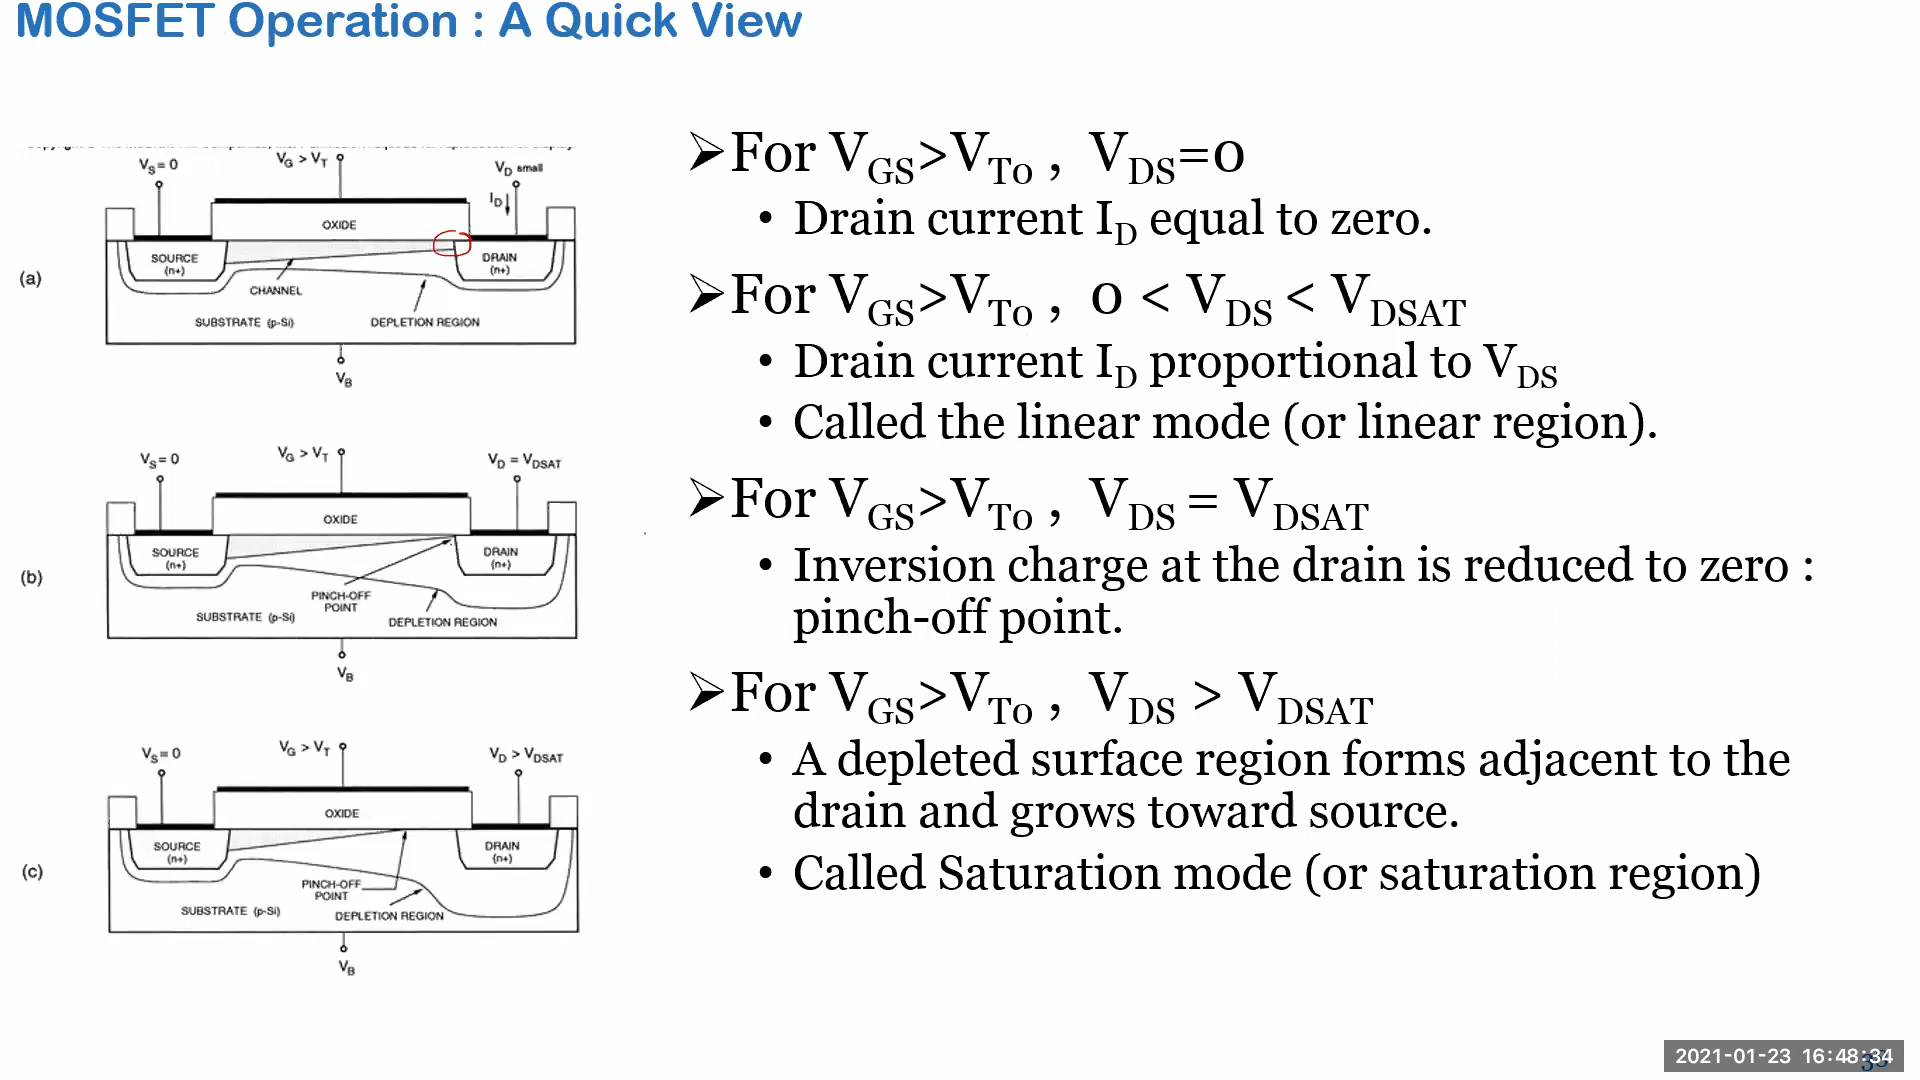 MOSFET Operation : A Quick View
V_S = 0
V_G > V_T
V_D small
I_D
OXIDE
SOURCE
(n+)
DRAIN
(n+)
(a)
CHANNEL
SUBSTRATE (p-Si)
DEPLETION REGION
V_B
V_S = 0
V_G > V_T
V_D = V_DSAT
OXIDE
SOURCE
(n+)
DRAIN
(n+)
(b)
PINCH-OFF
POINT
SUBSTRATE (p-Si)
DEPLETION REGION
V_B
V_S = 0
V_G > V_T
V_D > V_DSAT
OXIDE
SOURCE
(n+)
DRAIN
(n+)
(c)
PINCH-OFF
POINT
SUBSTRATE (p-Si)
DEPLETION REGION
V_B
➢For V_GS>V_T0 , V_DS=0
• Drain current I_D equal to zero.
➢For V_GS>V_T0 , 0 < V_DS < V_DSAT
• Drain current I_D proportional to V_DS
• Called the linear mode (or linear region).
➢For V_GS>V_T0 , V_DS = V_DSAT
• Inversion charge at the drain is reduced to zero :
pinch-off point.
➢For V_GS>V_T0 , V_DS > V_DSAT
• A depleted surface region forms adjacent to the
drain and grows toward source.
• Called Saturation mode (or saturation region)
2021-01-23 16:48:34